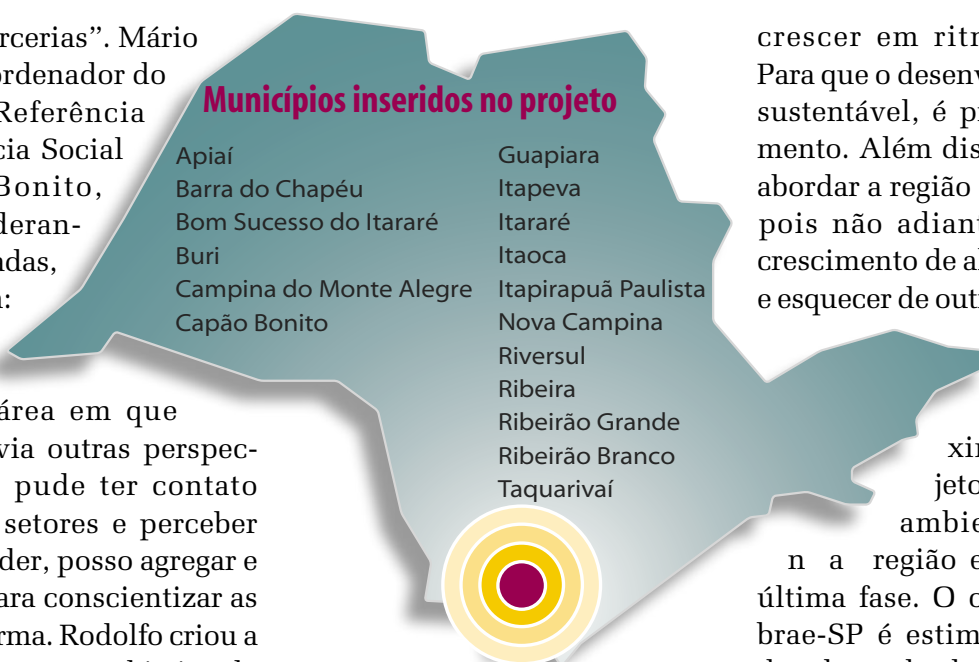 rcerias”. Mário
ordenador do
Referência
cia Social
Bonito,
deran-
adas,
:
área em que
via outras perspec-
pude ter contato
setores e perceber
der, posso agregar e
ara conscientizar as
rma. Rodolfo criou a
Municípios inseridos no projeto
Apiaí
Barra do Chapéu
Bom Sucesso do Itararé
Buri
Campina do Monte Alegre
Capão Bonito
Guapiara
Itapeva
Itararé
Itaoca
Itapirapuã Paulista
Nova Campina
Riversul
Ribeira
Ribeirão Grande
Ribeirão Branco
Taquarivaí
crescer em ritm
Para que o desenv
sustentável, é p
mento. Além dis
abordar a região
pois não adiant
crescimento de al
e esquecer de outr
xim
jeto
ambie
n a região e
última fase. O o
brae-SP é estim